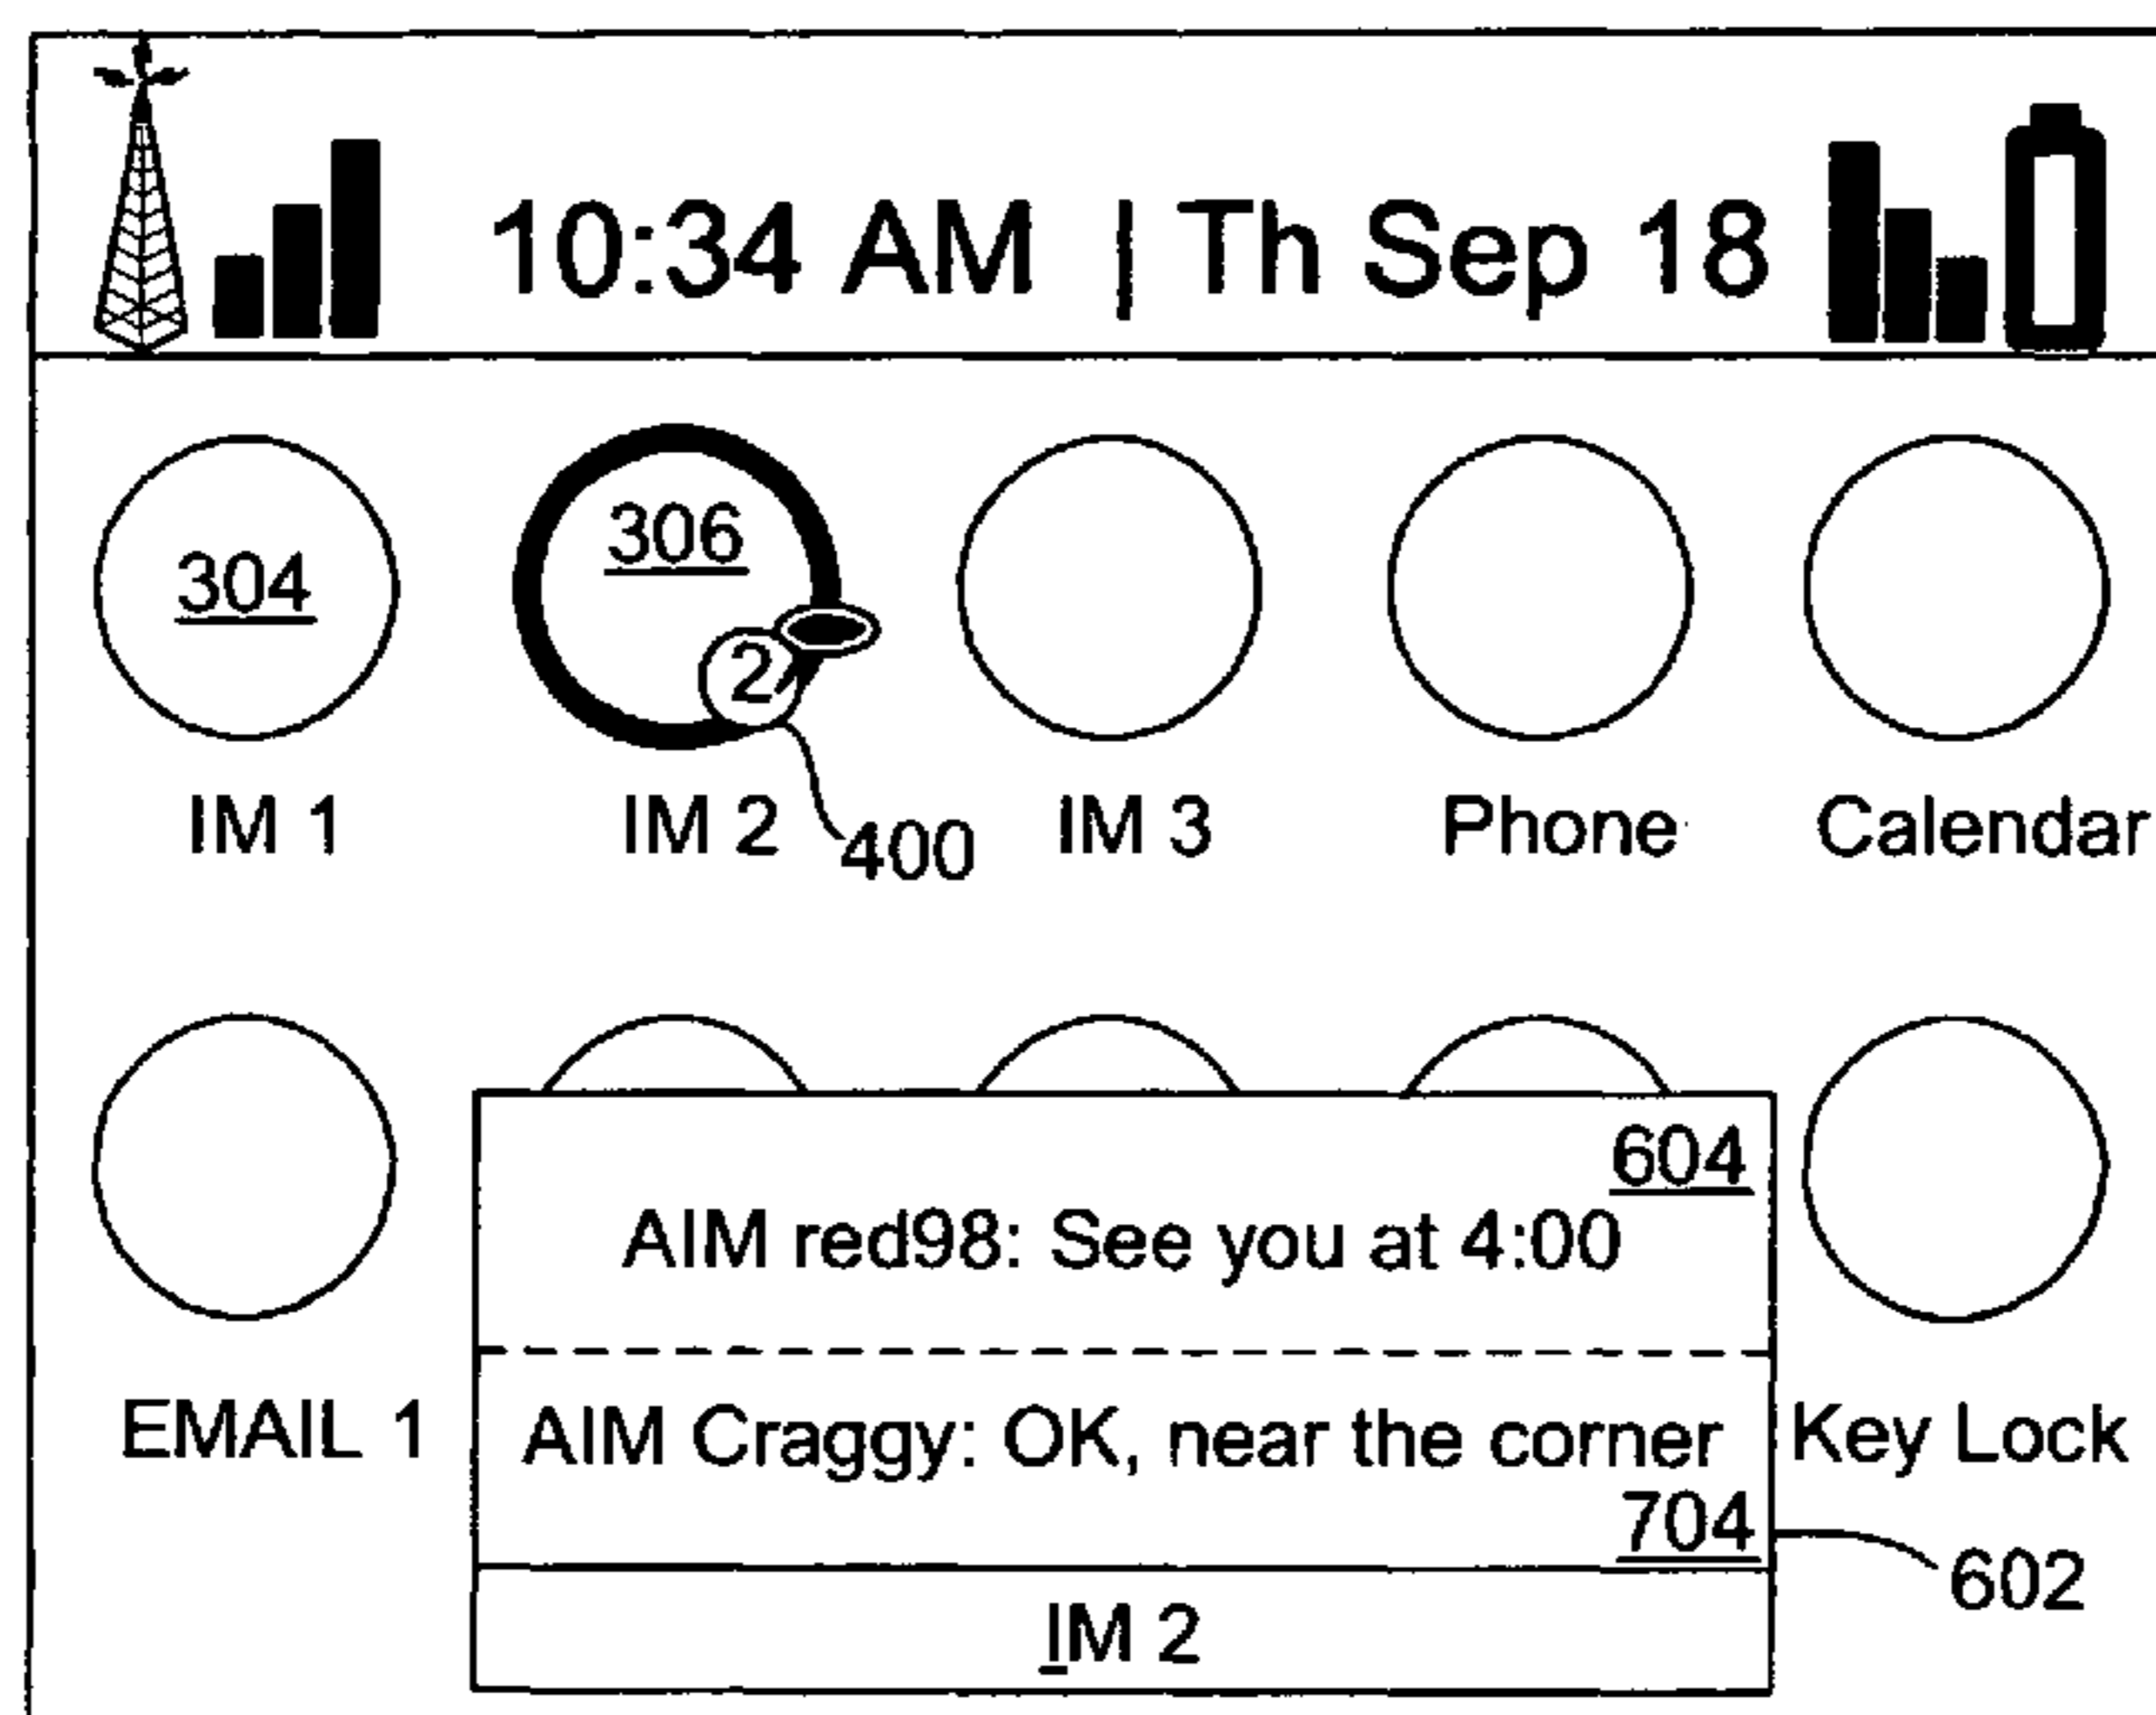 10:34 AM | Th Sep 18
304
306
2
IM 1
IM 2
400
IM 3
Phone
Calendar
604
AIM red98: See you at 4:00
EMAIL 1
AIM Craggy: OK, near the corner
Key Lock
704
602
IM 2